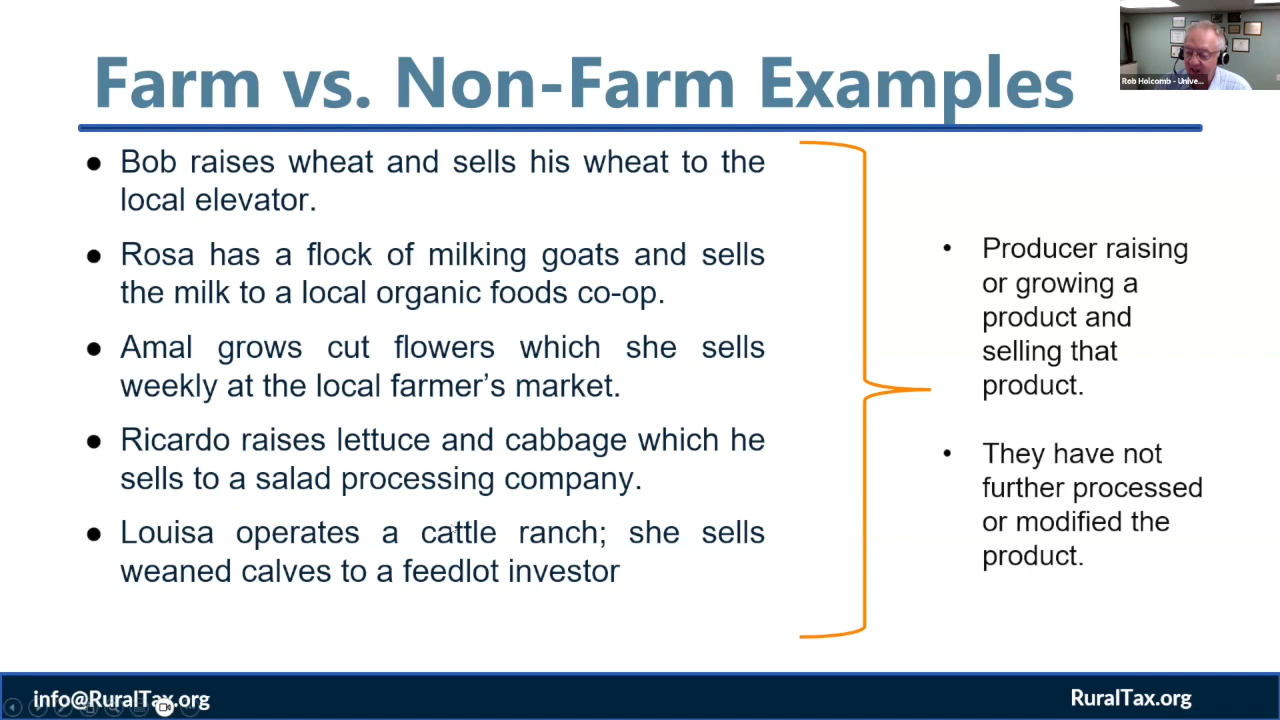 Farm vs. Non-Farm Examples
Rob Holcomb - Unive...
● Bob raises wheat and sells his wheat to the
local elevator.
● Rosa has a flock of milking goats and sells
the milk to a local organic foods co-op.
● Amal grows cut flowers which she sells
weekly at the local farmer's market.
● Ricardo raises lettuce and cabbage which he
sells to a salad processing company.
● Louisa operates a cattle ranch; she sells
weaned calves to a feedlot investor
• Producer raising
or growing a
product and
selling that
product.
• They have not
further processed
or modified the
product.
info@RuralTax.org
RuralTax.org